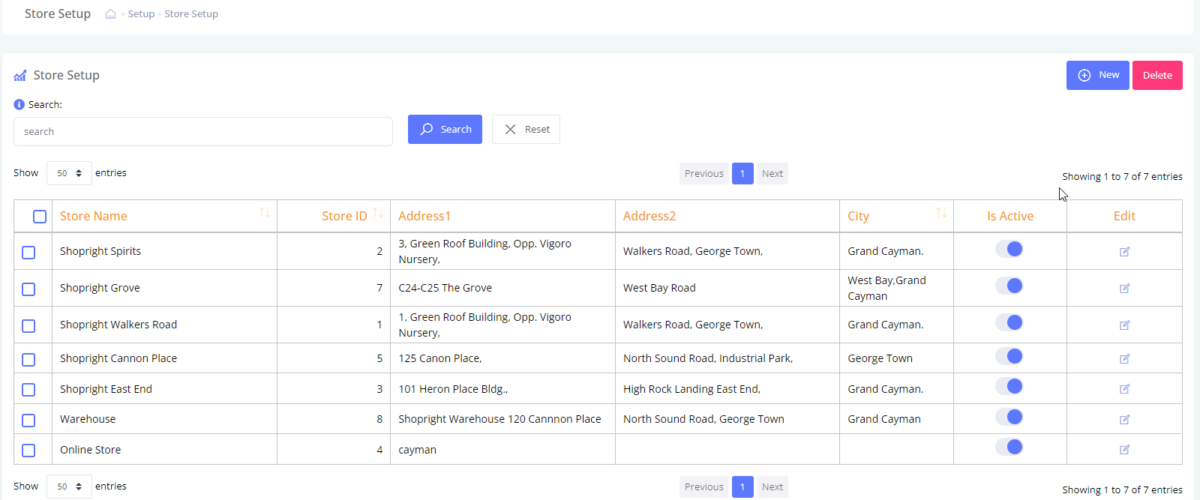 Store Setup Setup - Store Setup
Store Setup
New Delete
Search:
search Search Reset
Show 50 entries Previous 1 Next Showing 1 to 7 of 7 entries
Store Name Store ID Address1 Address2 City Is Active Edit
Shopright Spirits 2 3, Green Roof Building, Opp. Vigoro Nursery, Walkers Road, George Town, Grand Cayman.
Shopright Grove 7 C24-C25 The Grove West Bay Road West Bay,Grand Cayman
Shopright Walkers Road 1 1, Green Roof Building, Opp. Vigoro Nursery, Walkers Road, George Town, Grand Cayman.
Shopright Cannon Place 5 125 Canon Place, North Sound Road, Industrial Park, George Town
Shopright East End 3 101 Heron Place Bldg,, High Rock Landing East End, Grand Cayman.
Warehouse 8 Shopright Warehouse 120 Cannnon Place North Sound Road, George Town Grand Cayman
Online Store 4 cayman
Show 50 entries Previous 1 Next Showing 1 to 7 of 7 entries